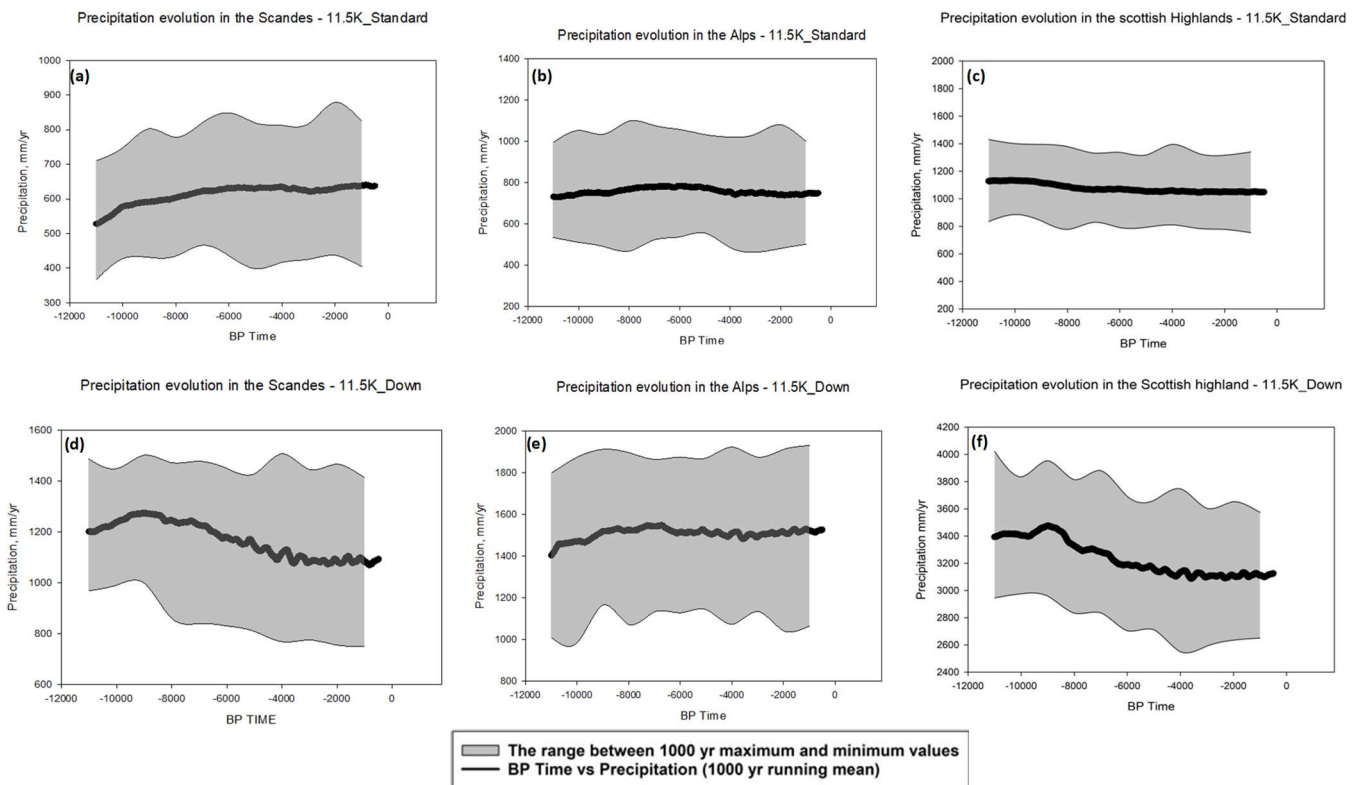 Precipitation evolution in the Scandes - 11.5K_Standard
(a)
Precipitation, mm/yr
1000
900
800
700
600
500
400
300
-12000 -10000 -8000 -6000 -4000 -2000 0
BP Time
Precipitation evolution in the Alps - 11.5K_Standard
(b)
Precipitation, mm/yr
1400
1200
1000
800
600
400
200
-12000 -10000 -8000 -6000 -4000 -2000 0
BP Time
Precipitation evolution in the scottish Highlands - 11.5K_Standard
(c)
Precipitation, mm/yr
2000
1800
1600
1400
1200
1000
800
600
400
200
-12000 -10000 -8000 -6000 -4000 -2000 0
BP Time
Precipitation evolution in the Scandes - 11.5K_Down
(d)
Precipitation, mm/yr
1600
1400
1200
1000
800
600
-12000 -10000 -8000 -6000 -4000 -2000 0
BP TIME
Precipitation evolution in the Alps - 11.5K_Down
(e)
Precipitation, mm/yr
2000
1800
1600
1400
1200
1000
800
-12000 -10000 -8000 -6000 -4000 -2000 0
BP Time
Precipitation evolution in the Scottish highland - 11.5K_Down
(f)
Precipitation mm/yr
4200
4000
3800
3600
3400
3200
3000
2800
2600
2400
-12000 -10000 -8000 -6000 -4000 -2000 0
BP Time
The range between 1000 yr maximum and minimum values
BP Time vs Precipitation (1000 yr running mean)